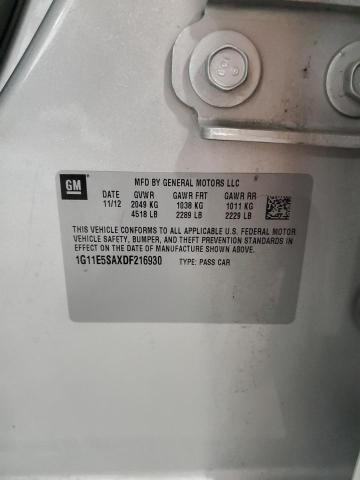 GM
MFD BY GENERAL MOTORS LLC
DATE GVWR GAWR FRT GAWR RR
11/12 2049 KG 1038 KG 1011 KG
4518 LB 2289 LB 2229 LB
THIS VEHICLE CONFORMS TO ALL APPLICABLE U.S. FEDERAL MOTOR
VEHICLE SAFETY, BUMPER, AND THEFT PREVENTION STANDARDS IN
EFFECT ON THE DATE OF MANUFACTURE SHOWN ABOVE.
1G11E5SAXDF216930 TYPE: PASS CAR